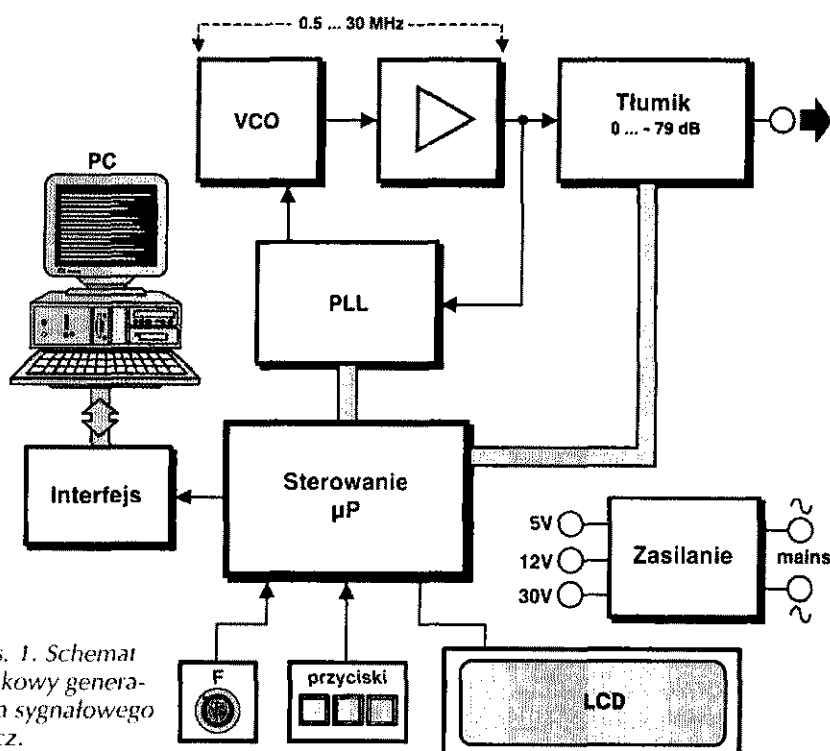 0.5 ... 30 MHz
VCO
Tłumik
0 ... - 79 dB
PC
PLL
Interfejs
Sterowanie
µP
5V
12V
30V
Zasilanie
mains
F
przyciski
LCD
s. 1. Schemat
kowy genera-
a sygnałowego
cz.